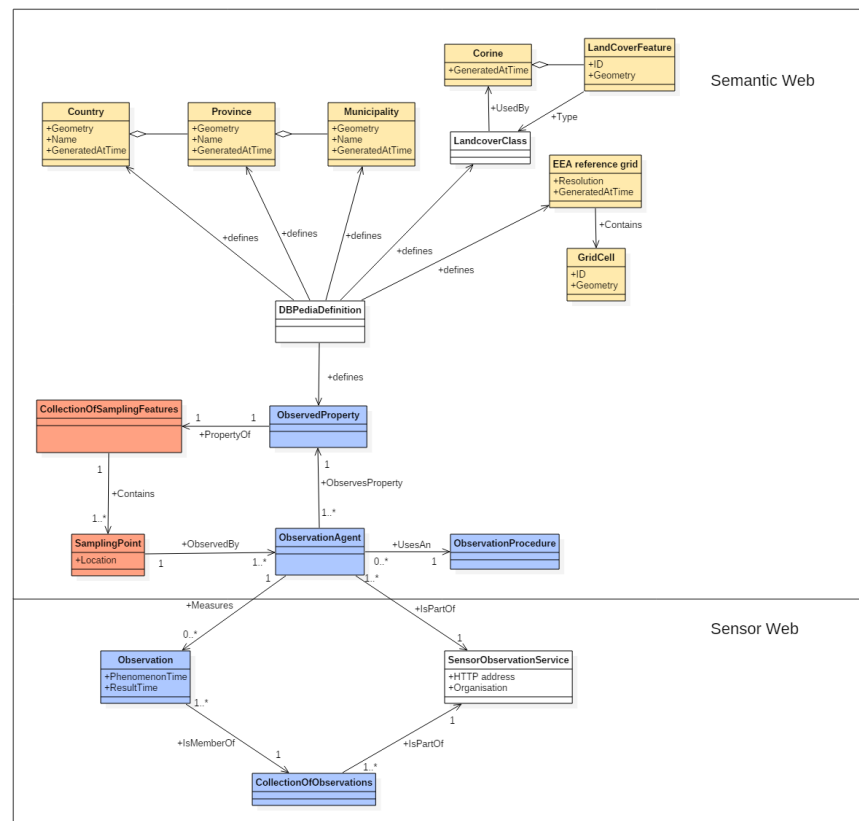 Corine
+GeneratedAtTime
LandCoverFeature
+ID
+Geometry
Semantic Web
Country
+Geometry
+Name
+GeneratedAtTime
Province
+Geometry
+Name
+GeneratedAtTime
Municipality
+Geometry
+Name
+GeneratedAtTime
+UsedBy
+Type
LandcoverClass
EEA reference grid
+Resolution
+GeneratedAtTime
+Contains
+defines
+defines
+defines
+defines
+defines
GridCell
+ID
+Geometry
DBPediaDefinition
+defines
CollectionOfSamplingFeatures
1
1
+PropertyOf
ObservedProperty
1
+Contains
1..*
1
+ObservesProperty
1..*
SamplingPoint
+Location
+ObservedBy
1
1..*
ObservationAgent
+UsesAn
0..*
1
ObservationProcedure
1
1..*
+Measures
0..*
+IsPartOf
1
Sensor Web
Observation
+PhenomenonTime
+ResultTime
SensorObservationService
+HTTP address
+Organisation
1..*
+IsMemberOf
1
1
+IsPartOf
1..*
CollectionOfObservations